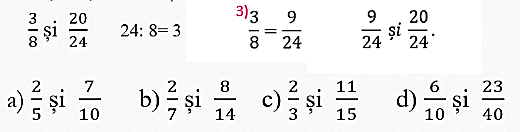 3/8 și 20/24   24: 8= 3   3) 3/8 = 9/24   9/24 și 20/24.
a) 2/5 și 7/10   b) 2/7 și 8/14   c) 2/3 și 11/15   d) 6/10 și 23/40